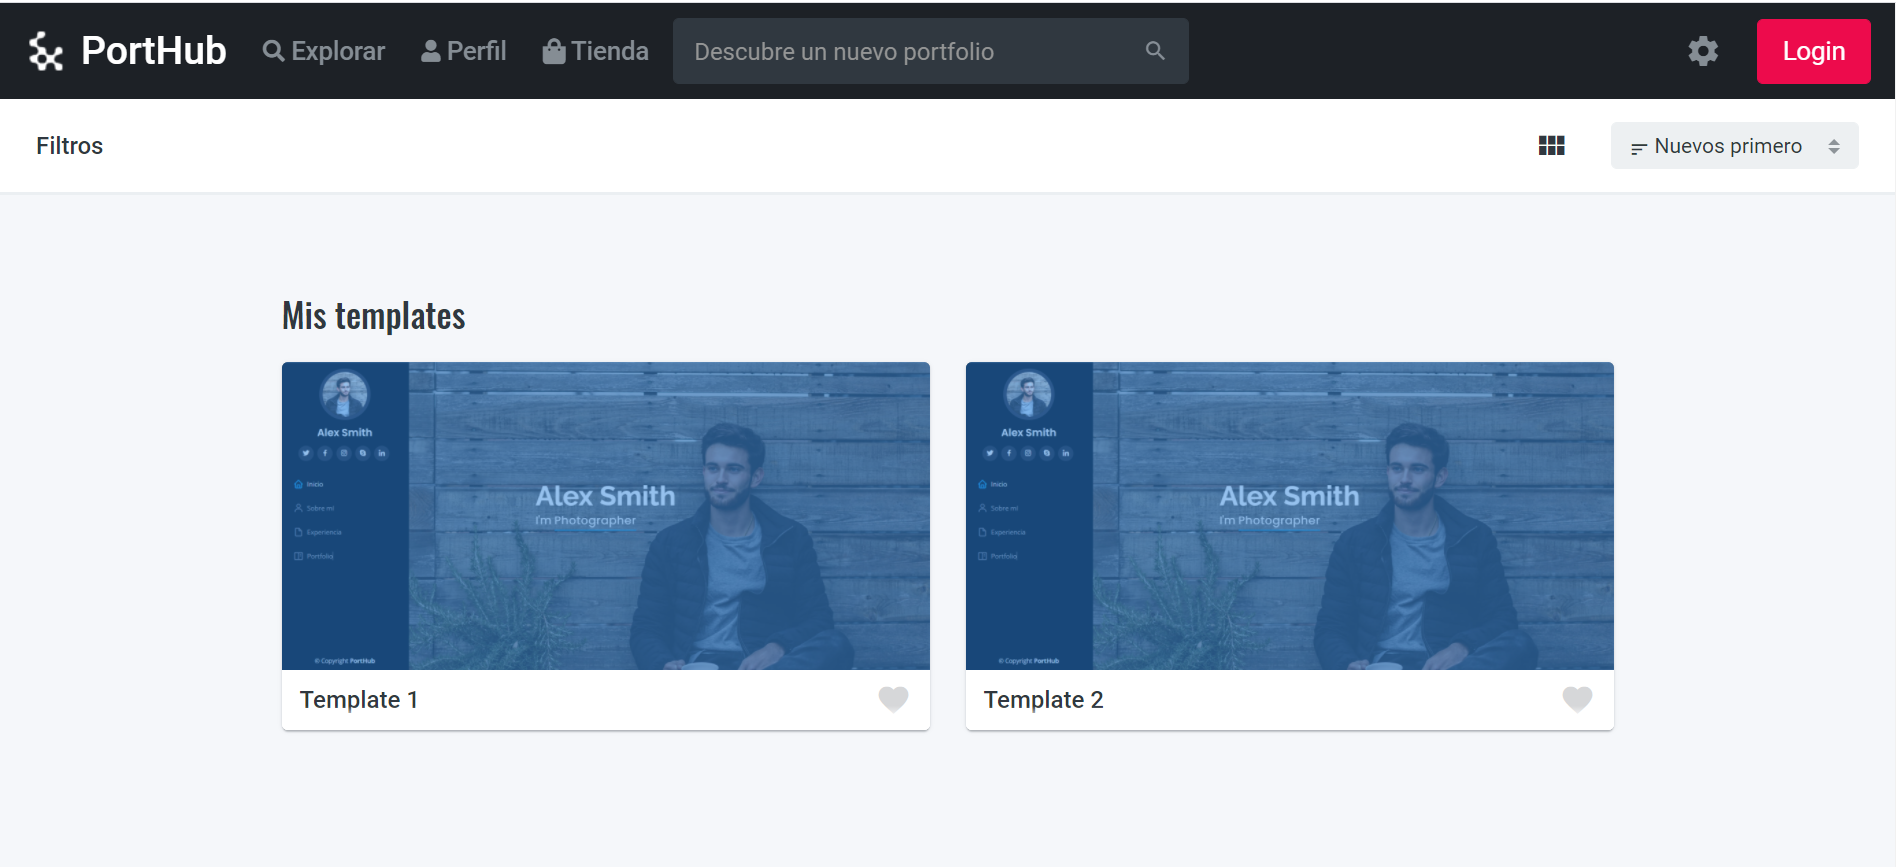 PortHub Explorar Perfil Tienda Descubre un nuevo portfolio Login
Filtros Nuevos primero
Mis templates
Alex Smith
Inicio
Sobre mi
Experiencia
Portfolio
Alex Smith
I'm Photographer
© Copyright PortHub
Template 1
Alex Smith
Inicio
Sobre mi
Experiencia
Portfolio
Alex Smith
I'm Photographer
© Copyright PortHub
Template 2